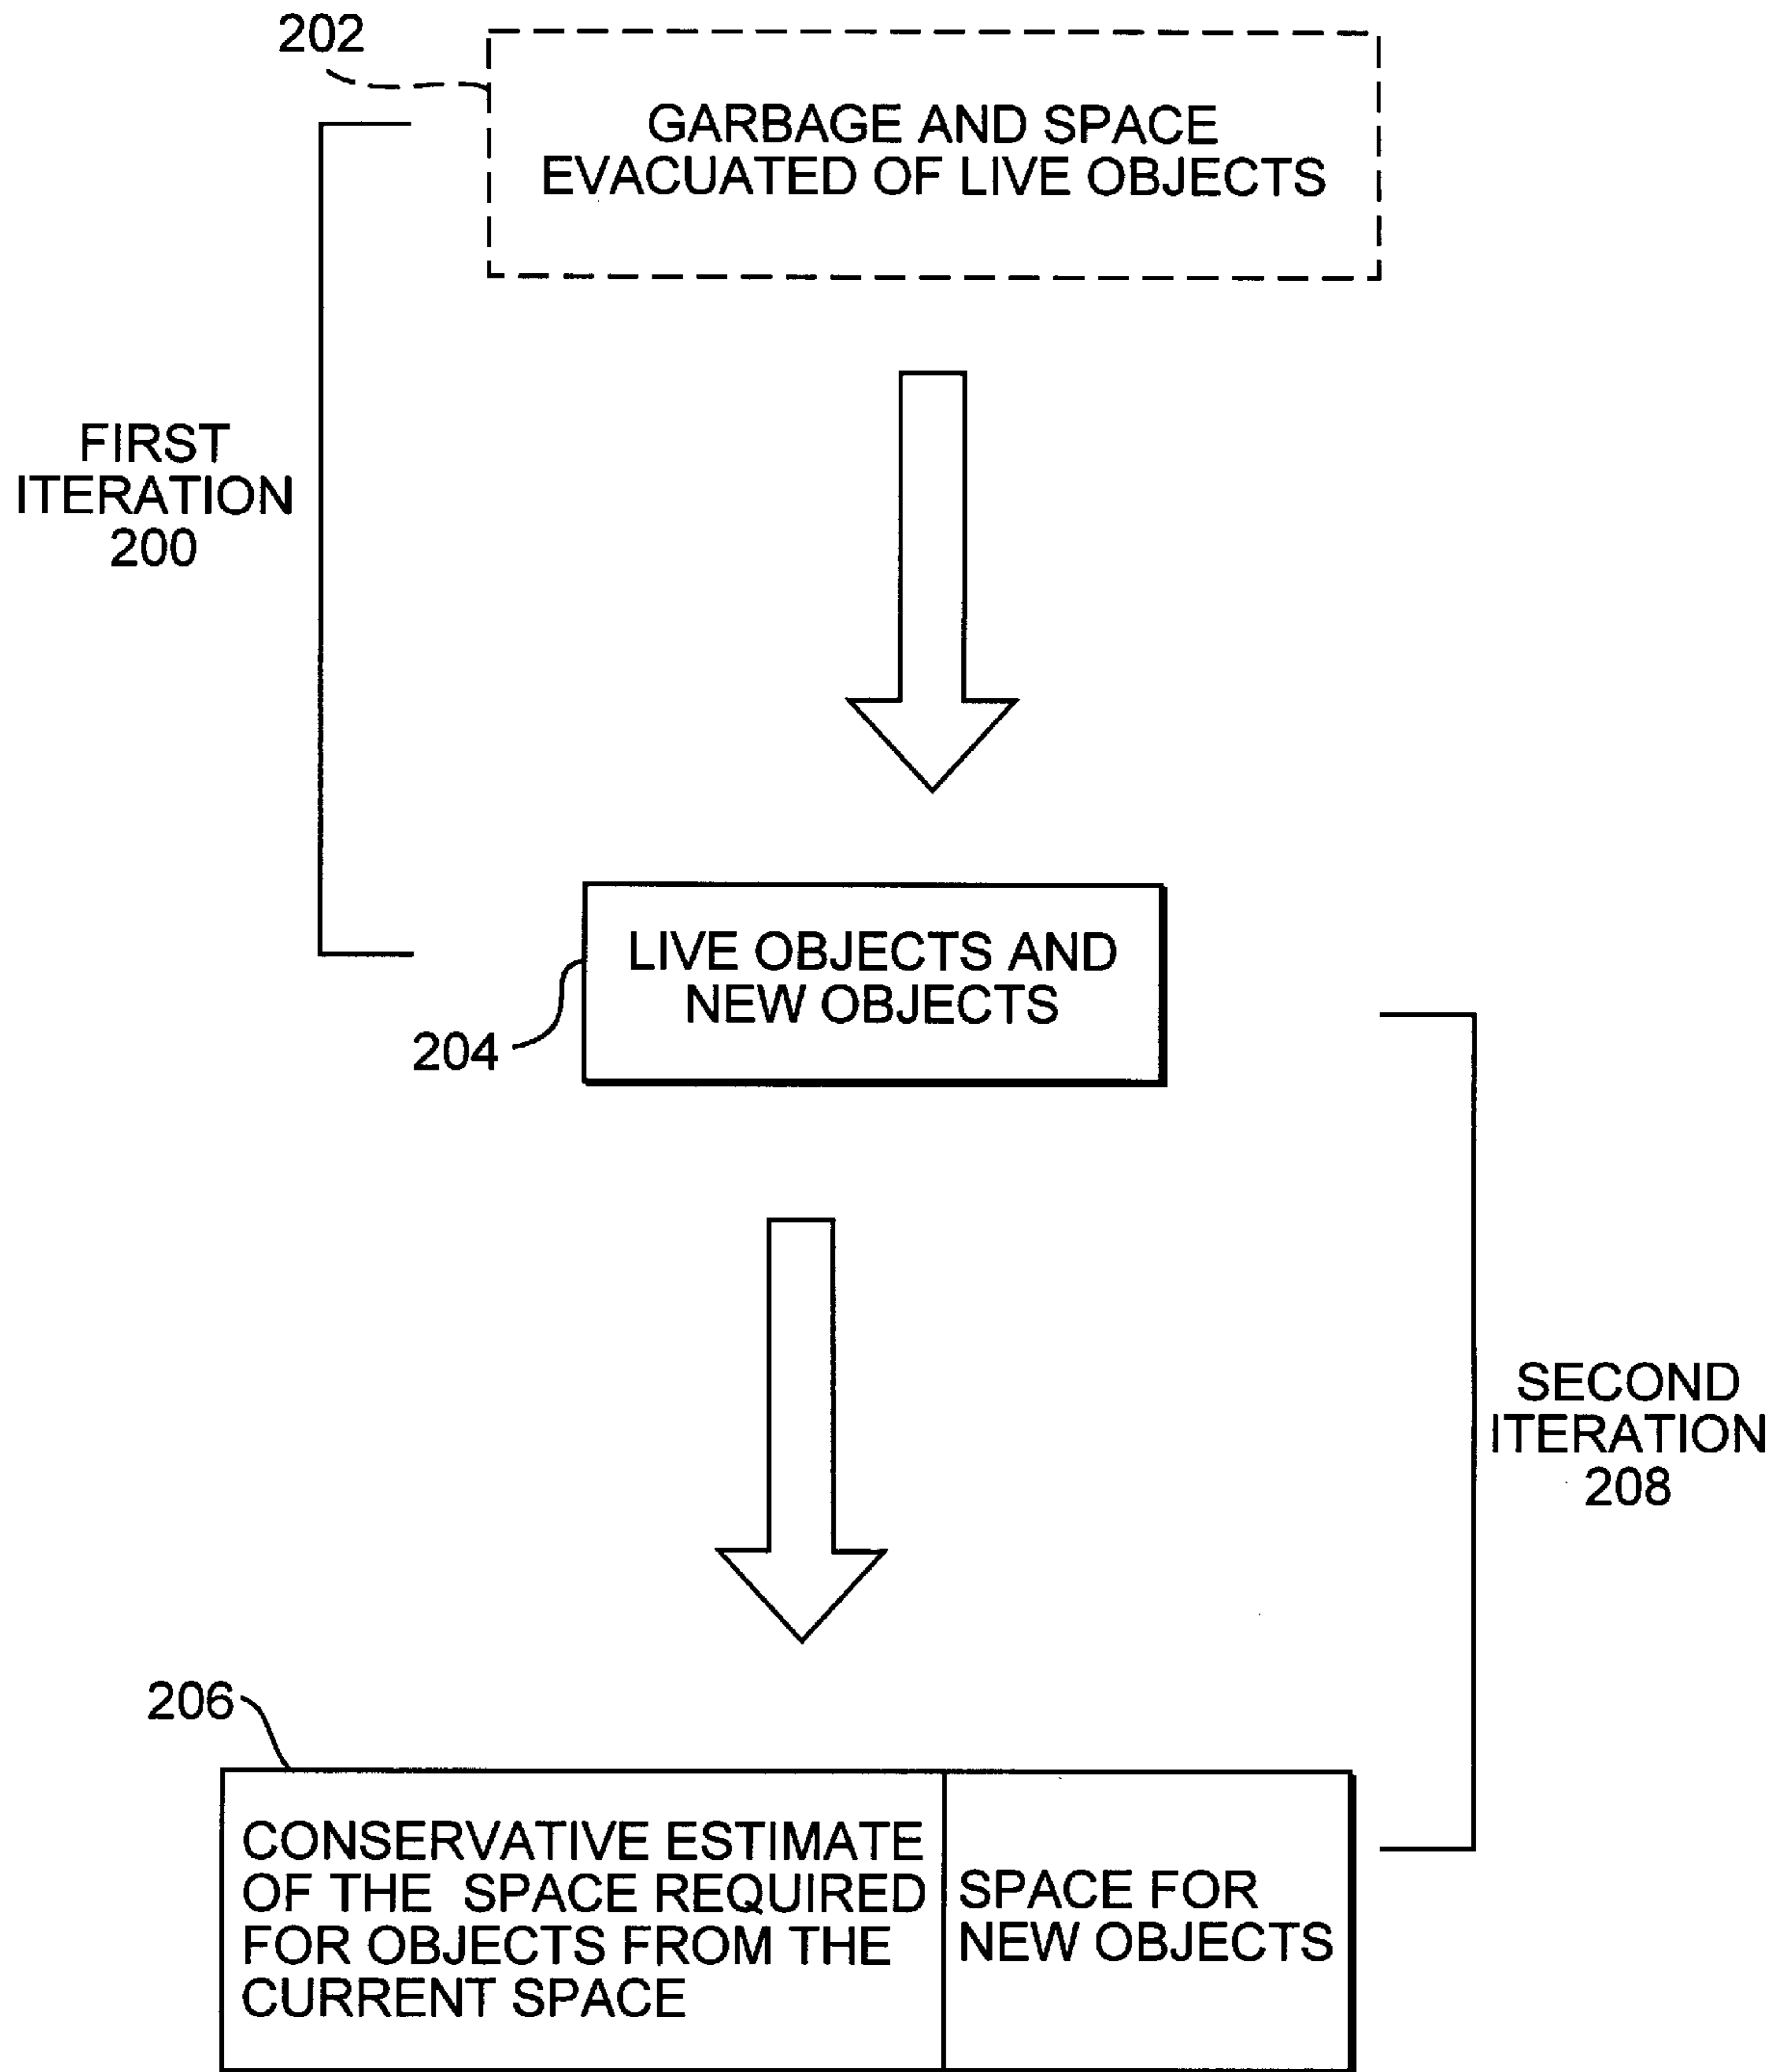 202
GARBAGE AND SPACE
EVACUATED OF LIVE OBJECTS
FIRST
ITERATION
200
LIVE OBJECTS AND
NEW OBJECTS
204
SECOND
ITERATION
208
206
CONSERVATIVE ESTIMATE
OF THE SPACE REQUIRED
FOR OBJECTS FROM THE
CURRENT SPACE
SPACE FOR
NEW OBJECTS